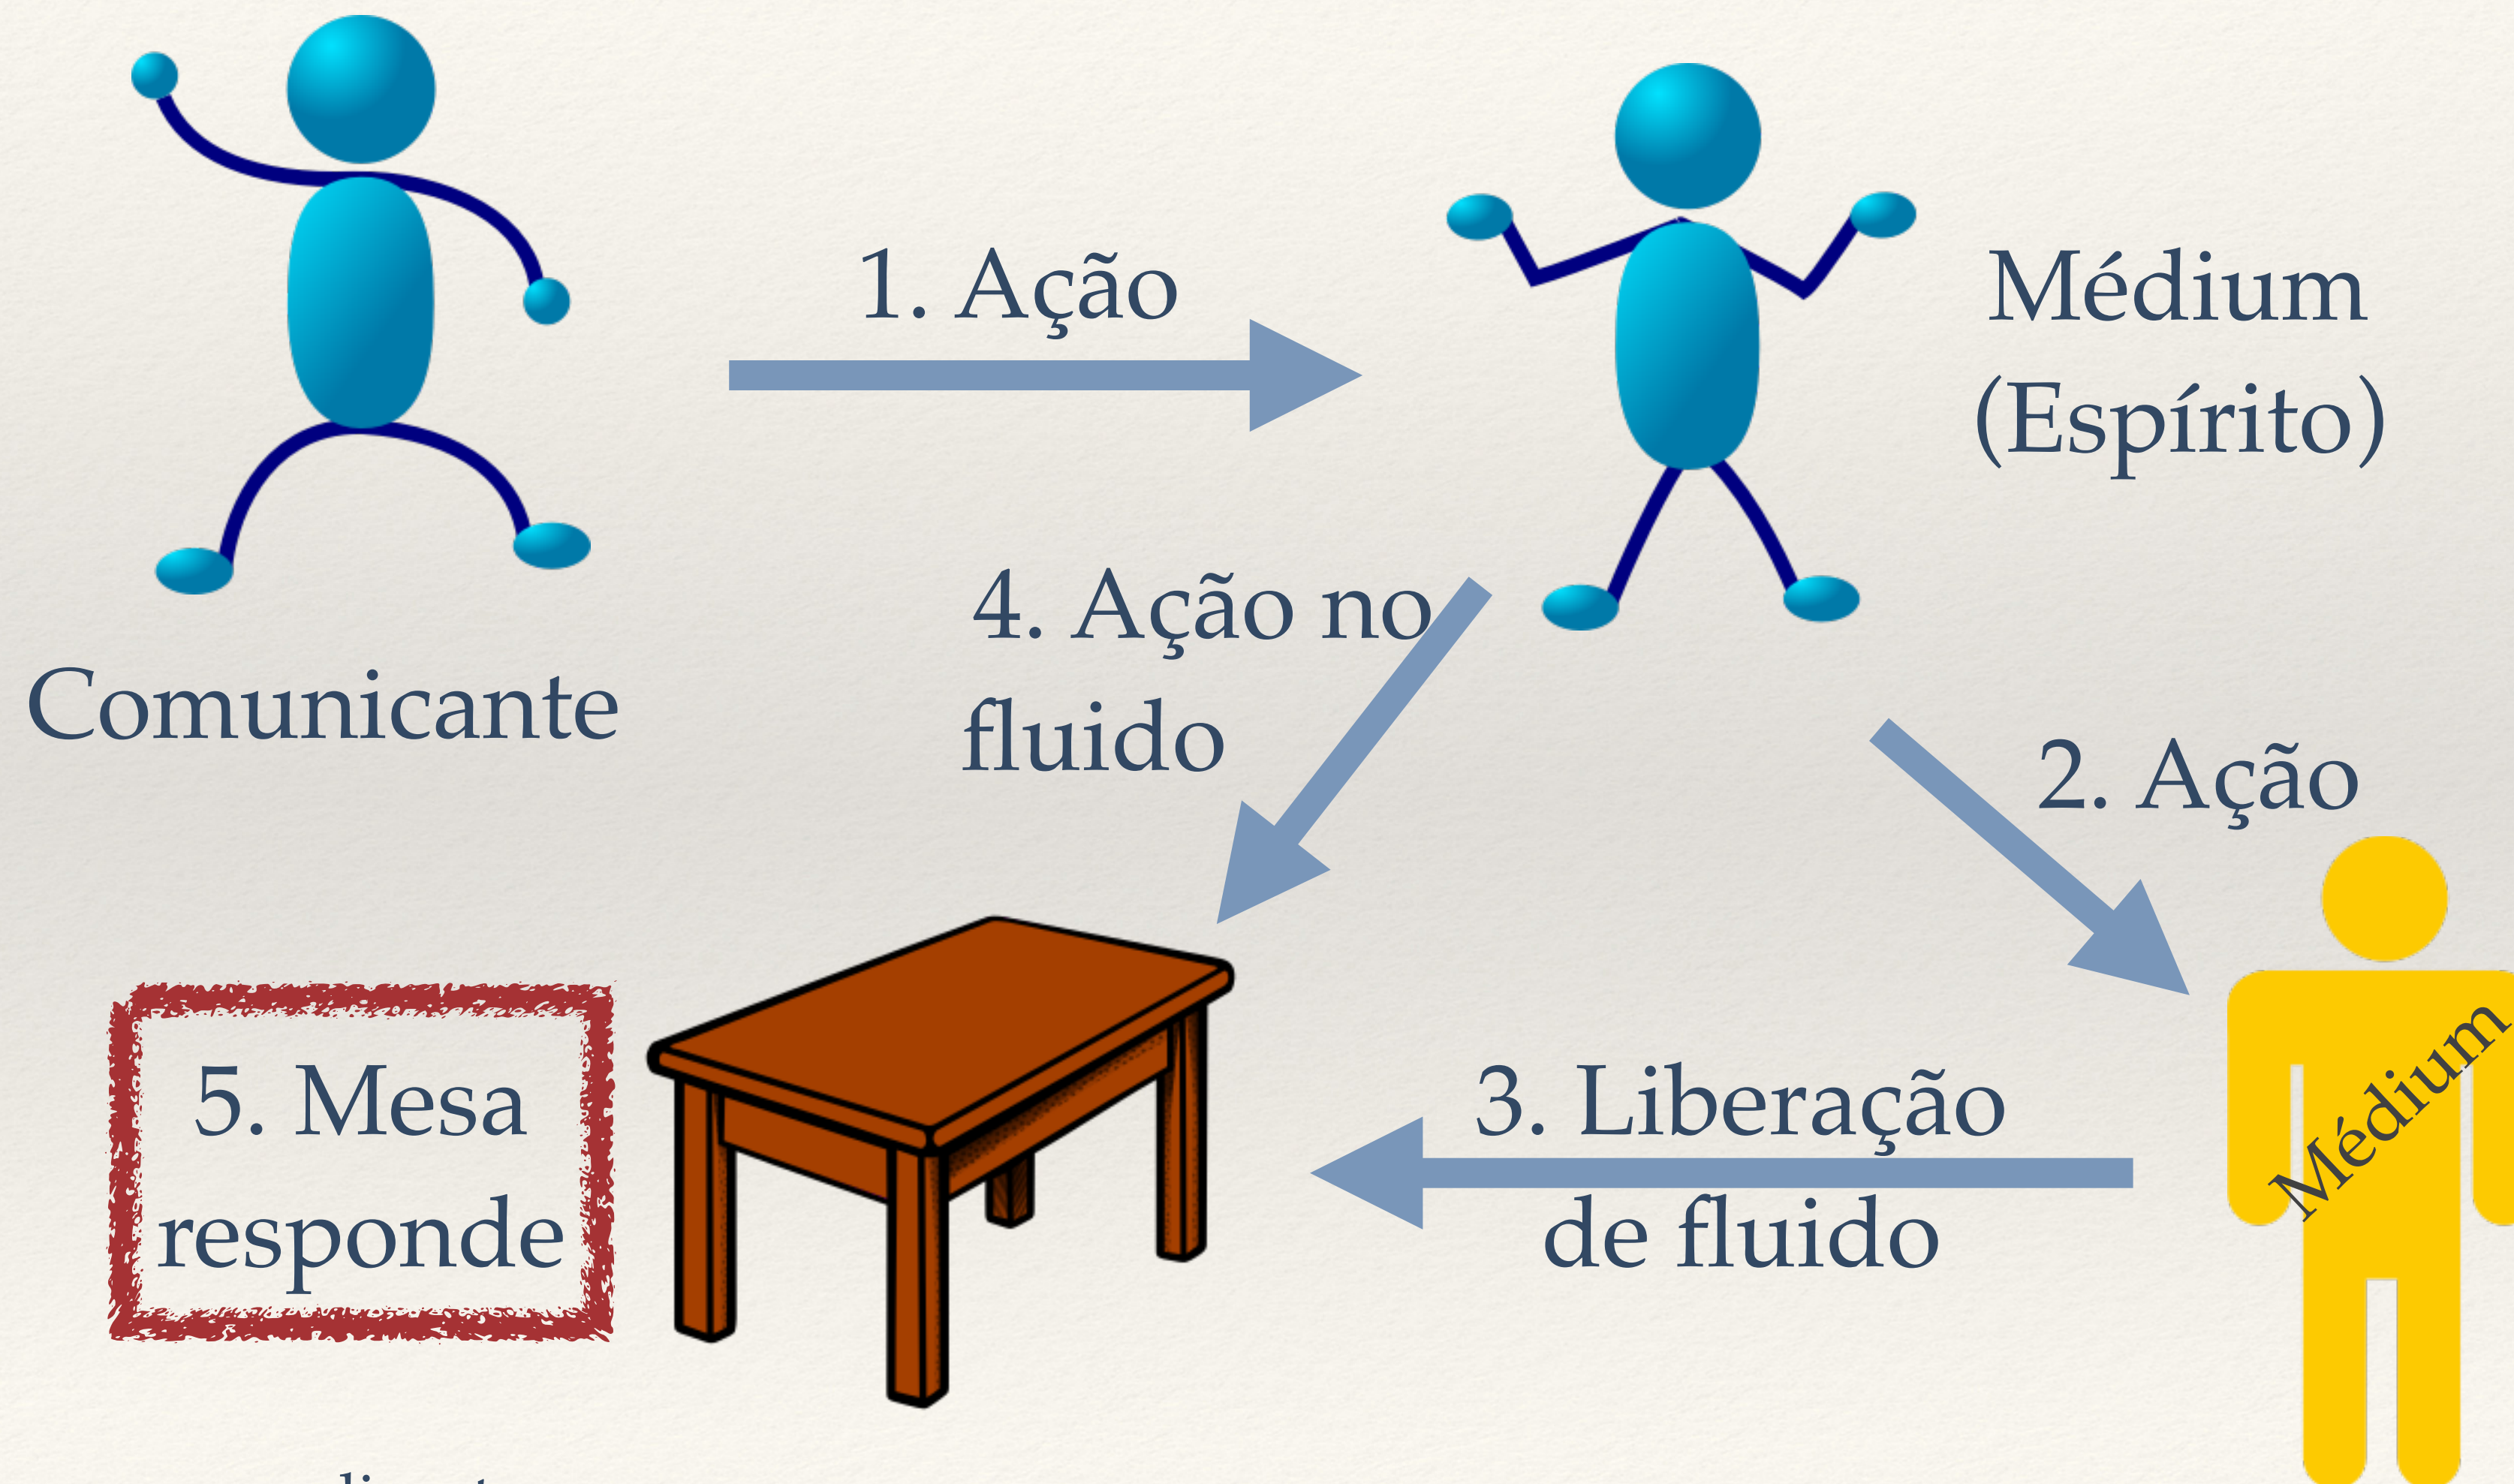 1. Ação
Médium
(Espírito)
4. Ação no
fluido
Comunicante
2. Ação
Médium
3. Liberação
de fluido
5. Mesa
responde